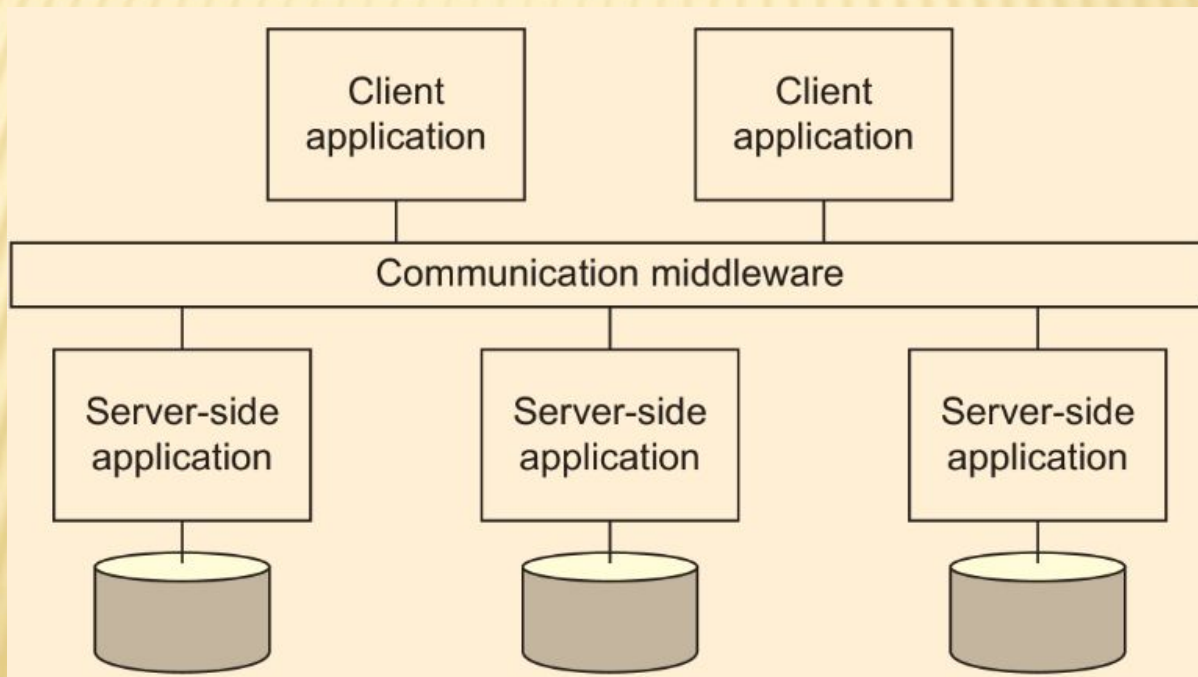 Client
application
Client
application
Communication middleware
Server-side
application
Server-side
application
Server-side
application